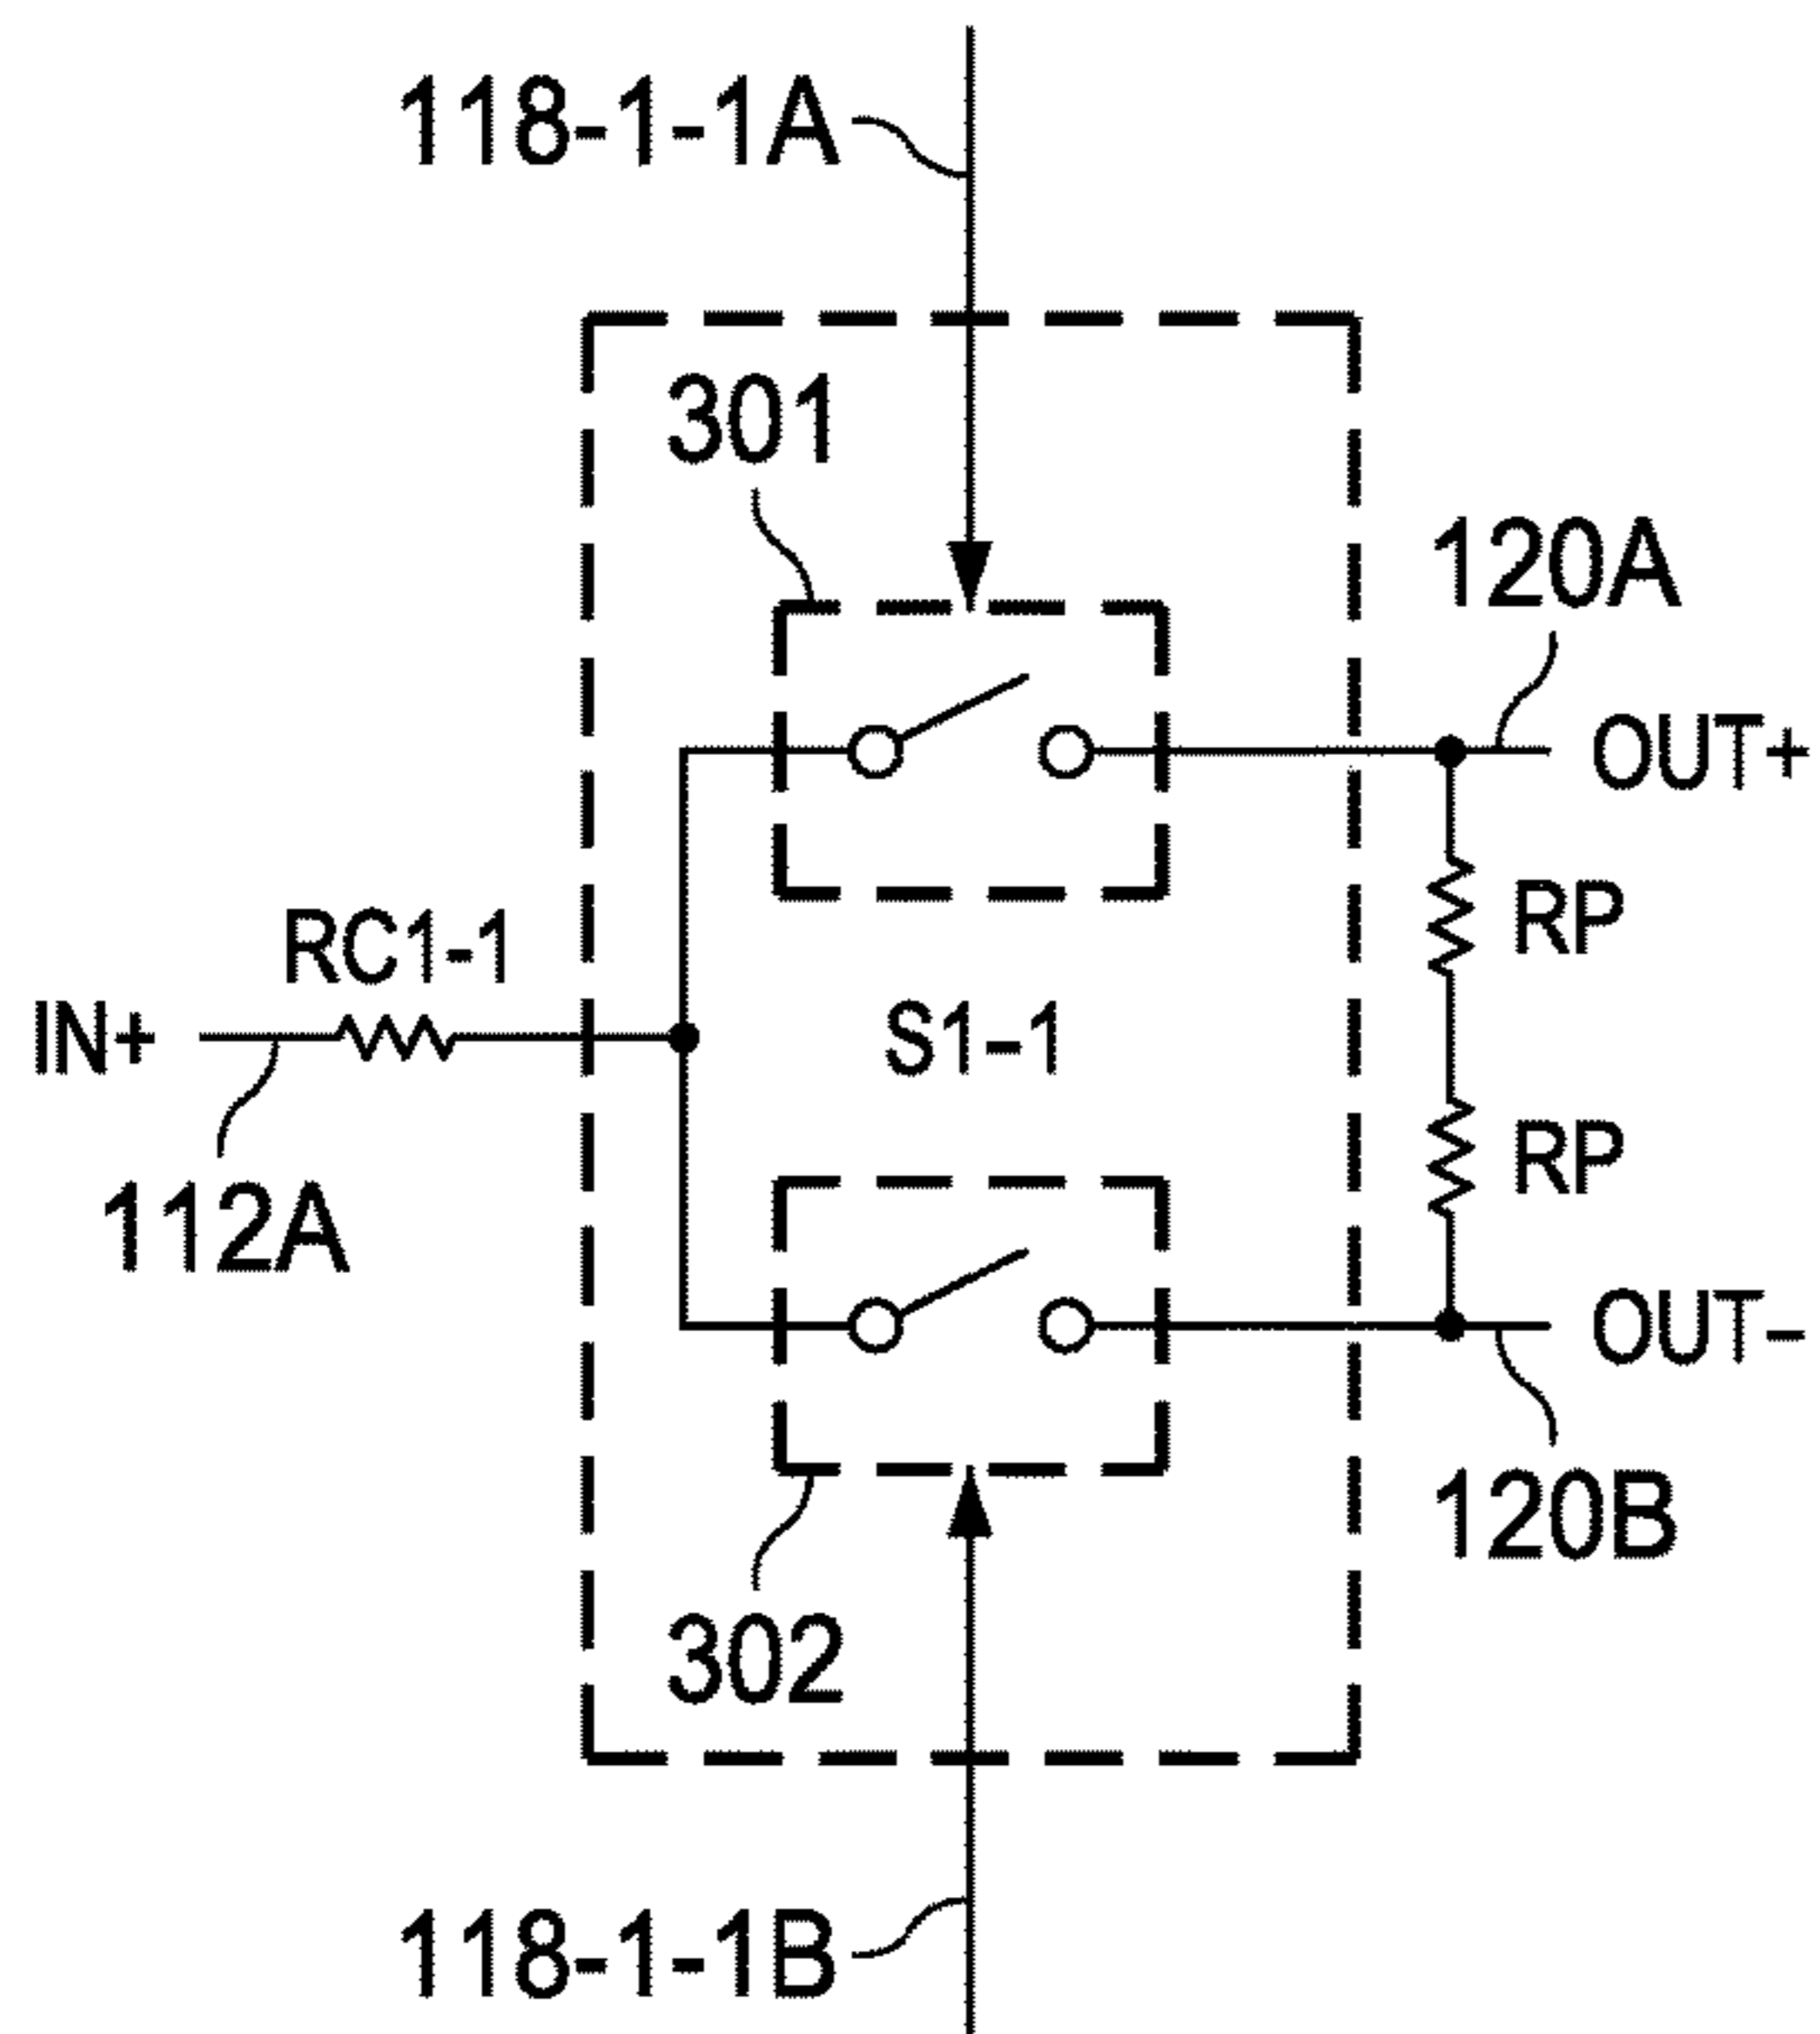 118-1-1A
301
120A
OUT+
RC1-1
RP
IN+
S1-1
RP
112A
OUT-
120B
302
118-1-1B